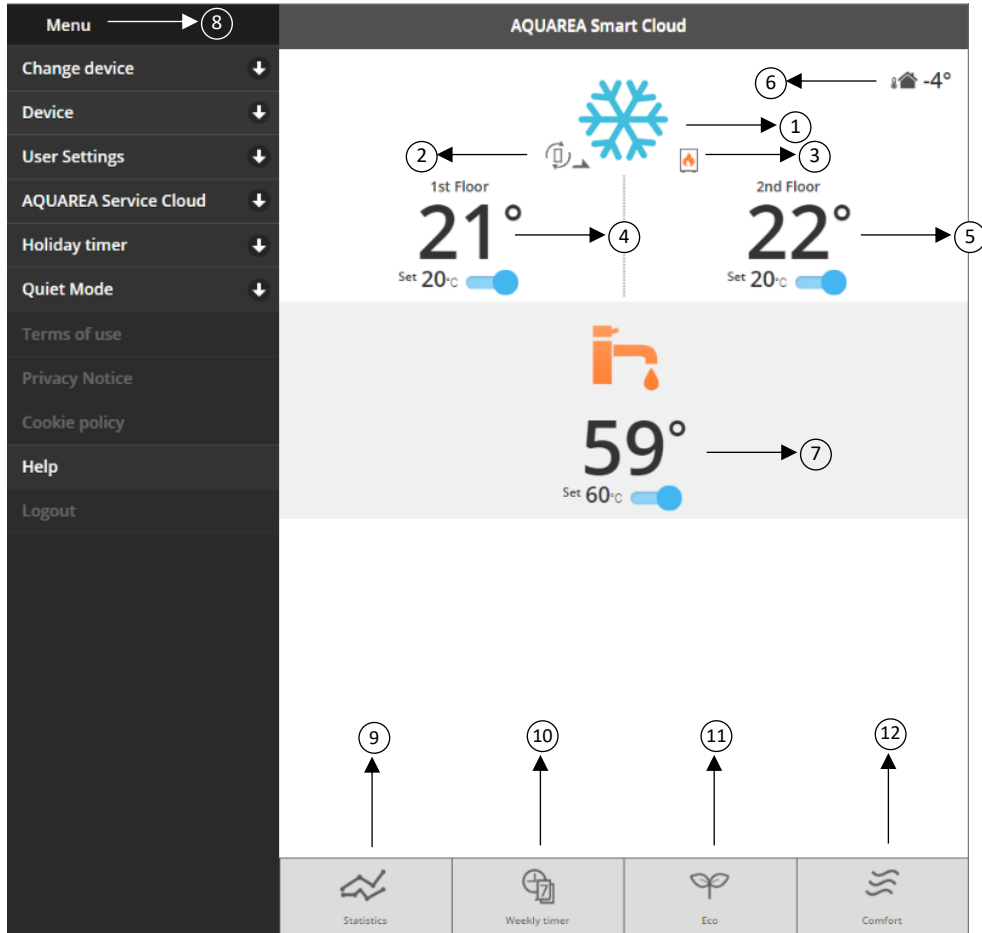 Menu
8
Change device
Device
User Settings
AQUAREA Service Cloud
Holiday timer
Quiet Mode
Terms of use
Privacy Notice
Cookie policy
Help
Logout
AQUAREA Smart Cloud
6
-4°
1
2
3
1st Floor
2nd Floor
21°
4
22°
5
Set 20°C
Set 20°C
59°
7
Set 60°C
9
10
11
12
7
Statistics
Weekly timer
Eco
Comfort